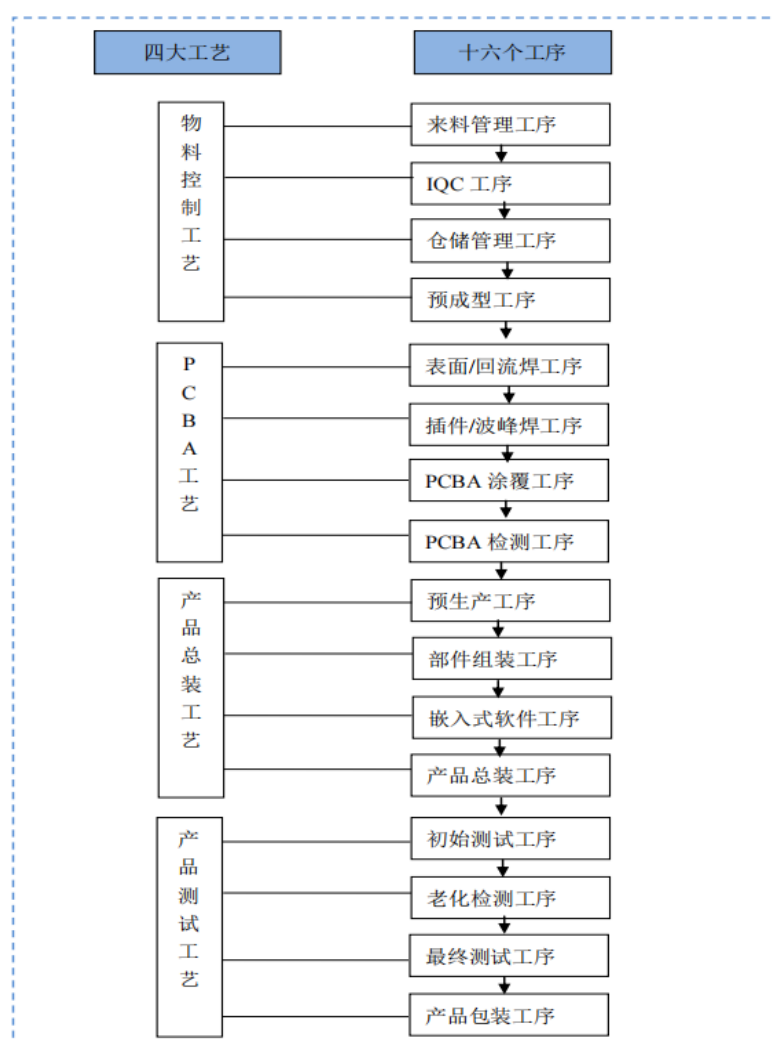 四大工艺
十六个工序
物料控制工艺
来料管理工序
IQC 工序
仓储管理工序
预成型工序
PCBA工艺
表面/回流焊工序
插件/波峰焊工序
PCBA 涂覆工序
PCBA 检测工序
产品总装工艺
预生产工序
部件组装工序
嵌入式软件工序
产品总装工序
产品测试工艺
初始测试工序
老化检测工序
最终测试工序
产品包装工序